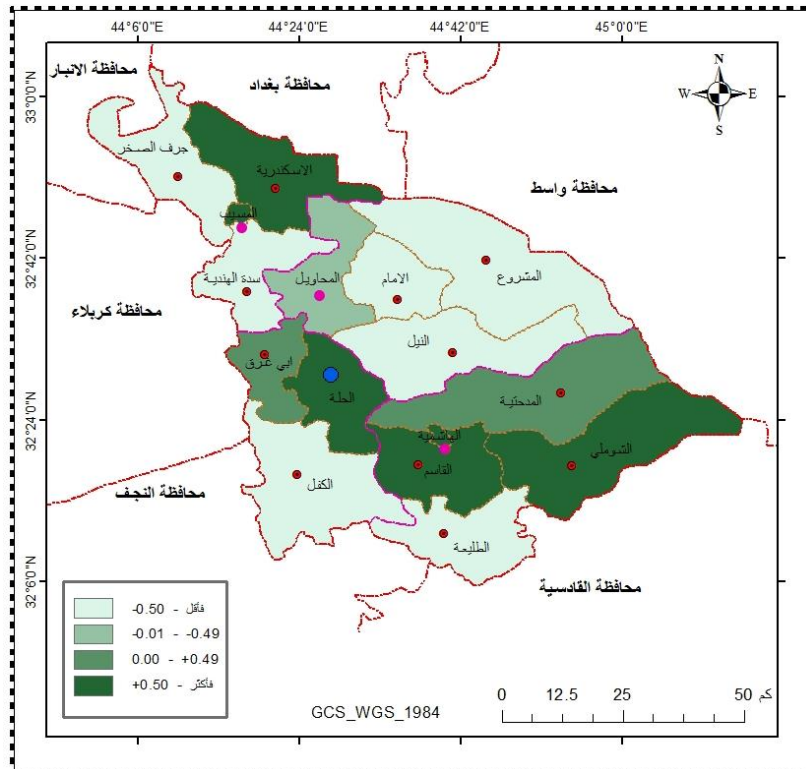 44°6'0"E
44°24'0"E
44°42'0"E
45°0'0"E
33°0'0"N
32°42'0"N
32°24'0"N
32°6'0"N
N
W
E
S
محافظة الانبار
محافظة بغداد
محافظة واسط
محافظة كربلاء
محافظة النجف
محافظة القادسية
جرف الصخر
الاسكندرية
المسيب
سدة الهندية
المحاويل
الامام
المشروع
النيل
ابي غرق
الحلة
المدحتية
الهاشمية
القاسم
الشوملي
الكفل
الطليعة
-0.50 - فأقل
-0.01 - -0.49
0.00 - +0.49
+0.50 - فأكثر
GCS_WGS_1984
0 12.5 25 50 كم